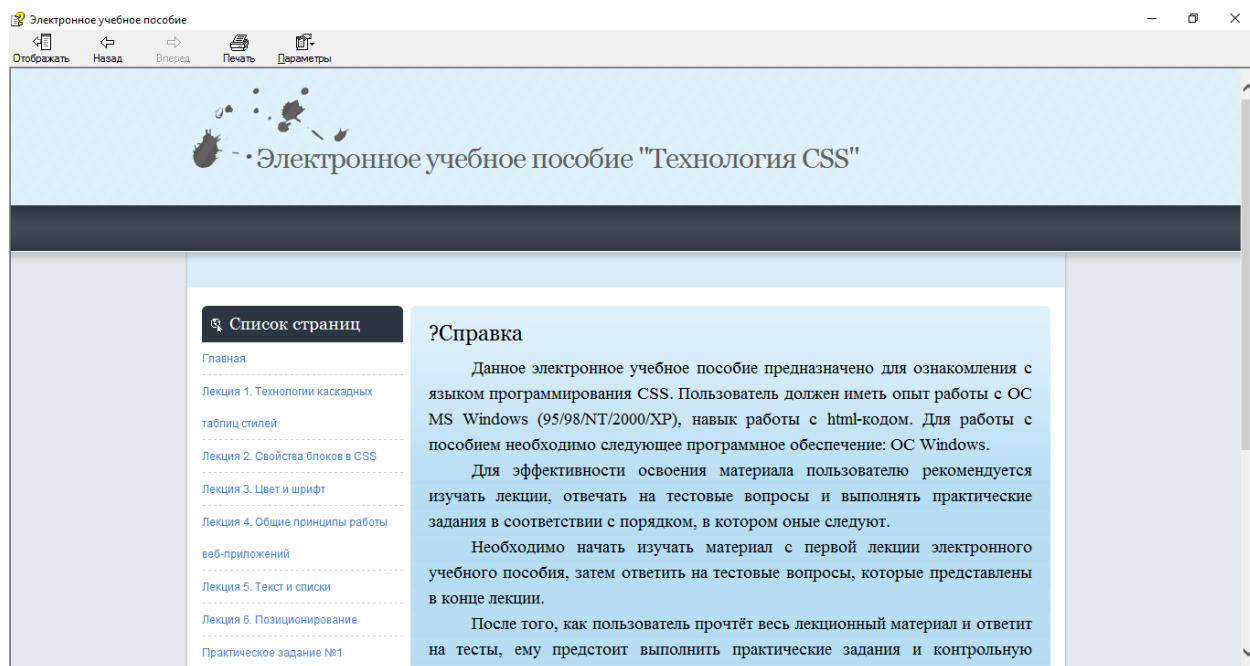 Электронное учебное пособие
Отображать Назад Вперед Печать Параметры
Электронное учебное пособие "Технология CSS"
Список страниц
Главная
Лекция 1. Технологии каскадных
таблиц стилей
Лекция 2. Свойства блоков в CSS
Лекция 3. Цвет и шрифт
Лекция 4. Общие принципы работы
веб-приложений
Лекция 5. Текст и списки
Лекция 6. Позиционирование
Практическое задание №1
?Справка
Данное электронное учебное пособие предназначено для ознакомления с
языком программирования CSS. Пользователь должен иметь опыт работы с ОС
MS Windows (95/98/NT/2000/XP), навык работы с html-кодом. Для работы с
пособием необходимо следующее программное обеспечение: ОС Windows.
Для эффективности освоения материала пользователю рекомендуется
изучать лекции, отвечать на тестовые вопросы и выполнять практические
задания в соответствии с порядком, в котором оные следуют.
Необходимо начать изучать материал с первой лекции электронного
учебного пособия, затем ответить на тестовые вопросы, которые представлены
в конце лекции.
После того, как пользователь прочтёт весь лекционный материал и ответит
на тесты, ему предстоит выполнить практические задания и контрольную